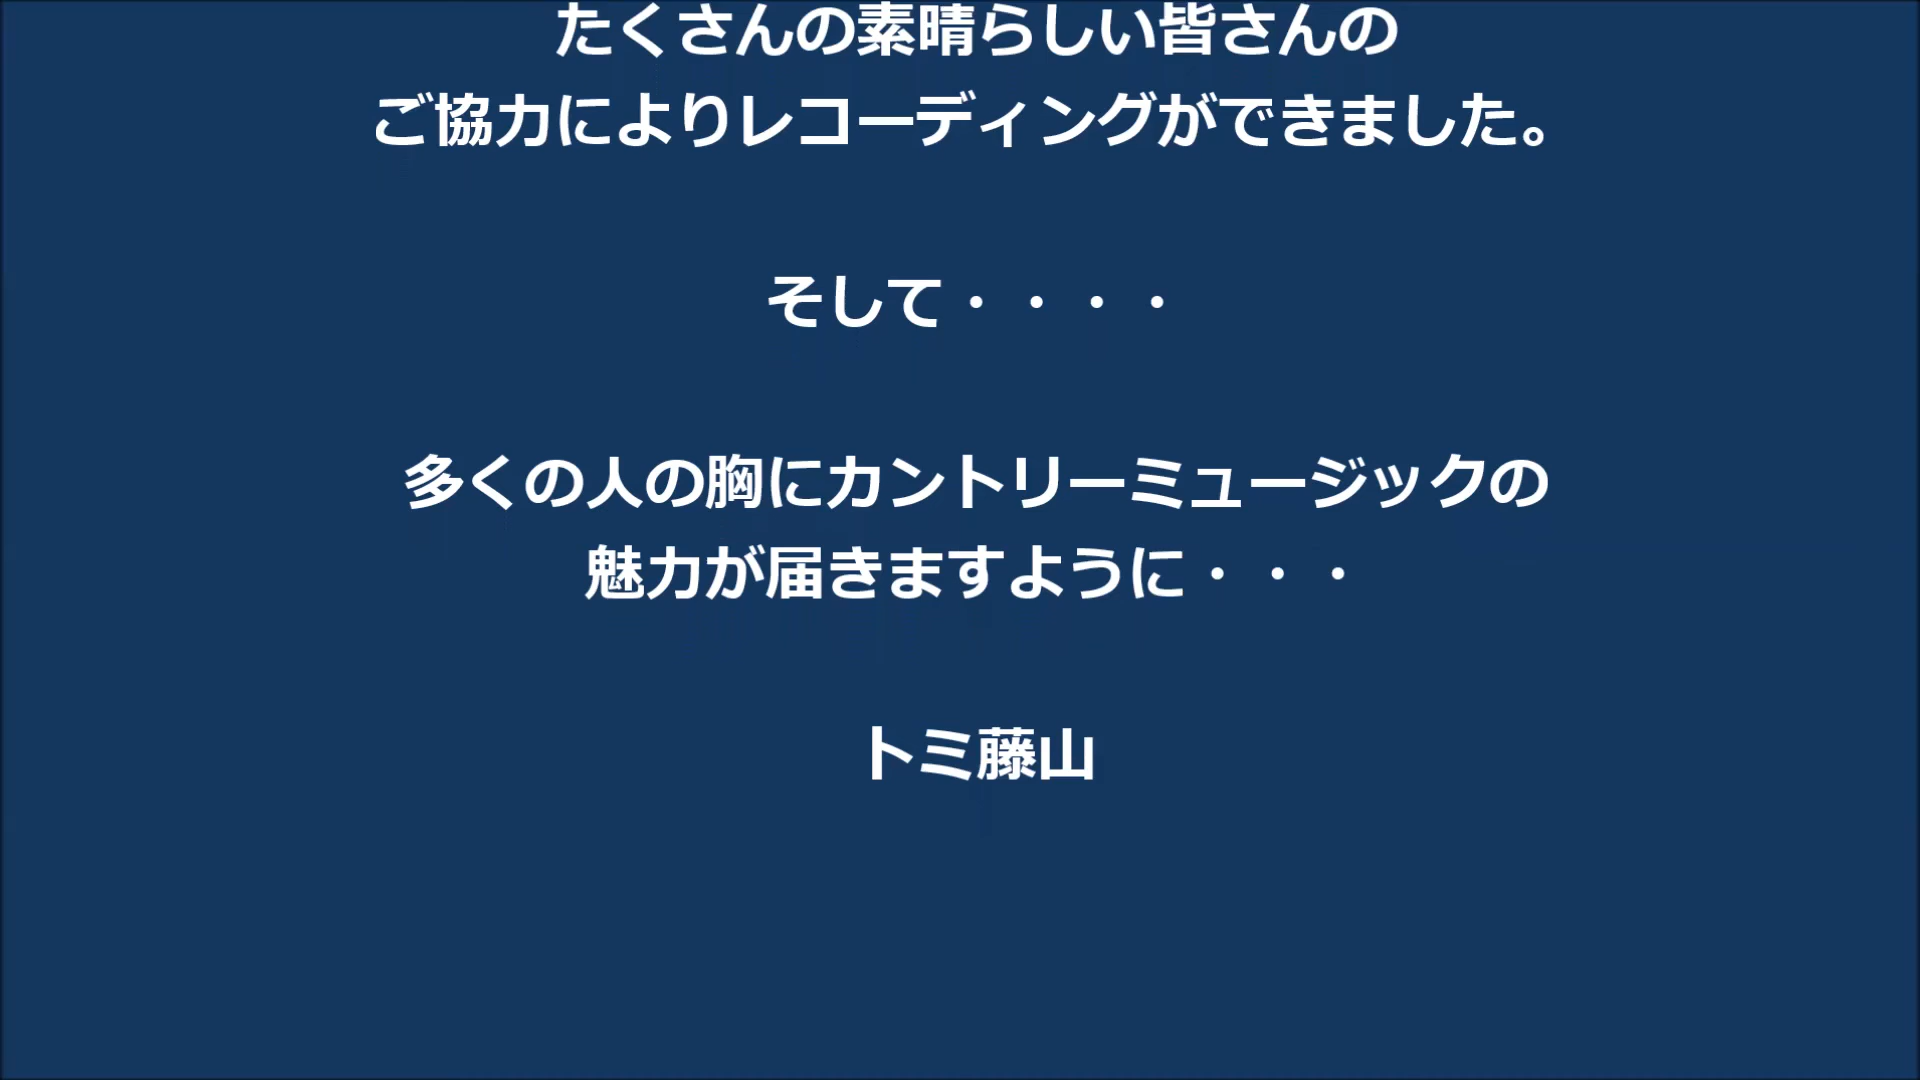 たくさんの素晴らしい皆さんの
ご協力によりレコーディングができました。
そして・・・・
多くの人の胸にカントリーミュージックの
魅力が届きますように・・・
トミ藤山